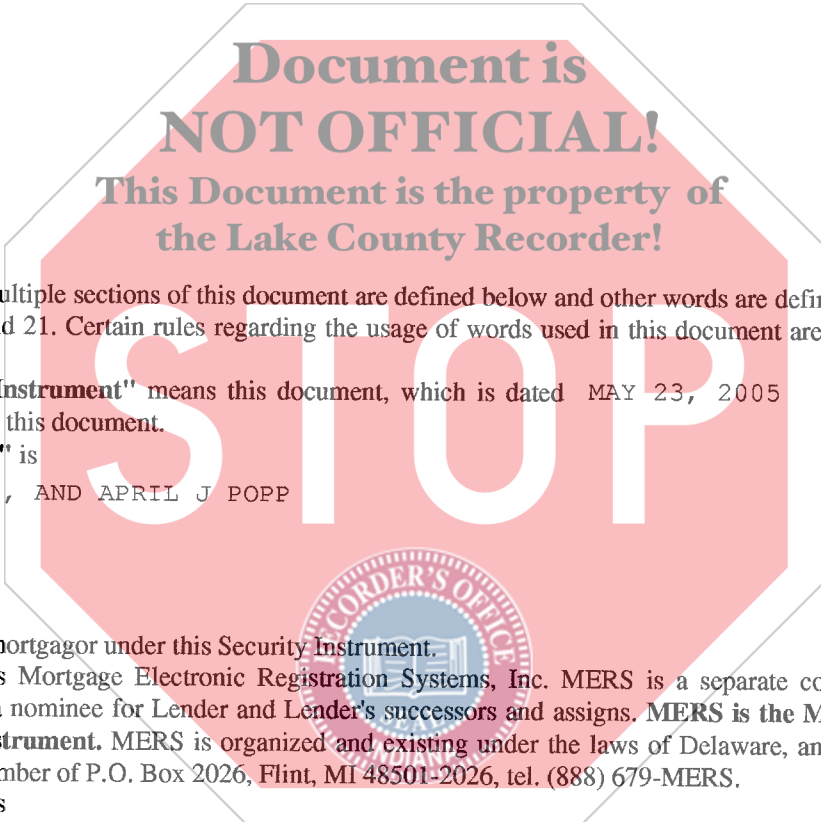 Document is
NOT OFFICIAL!
This Document is the property of
the Lake County Recorder!
ultiple sections of this document are defined below and other words are defin
d 21. Certain rules regarding the usage of words used in this document are
Instrument" means this document, which is dated MAY 23, 2005
this document.
" is
, AND APRIL J POPP
STOP
RECORDER'S OFFICE
nortgagor under this Security Instrument.
s Mortgage Electronic Registration Systems, Inc. MERS is a separate co
nominee for Lender and Lender's successors and assigns. MERS is the M
strument. MERS is organized and existing under the laws of Delaware, an
INDIANA
mber of P.O. Box 2026, Flint, MI 48501-2026, tel. (888) 679-MERS.
s